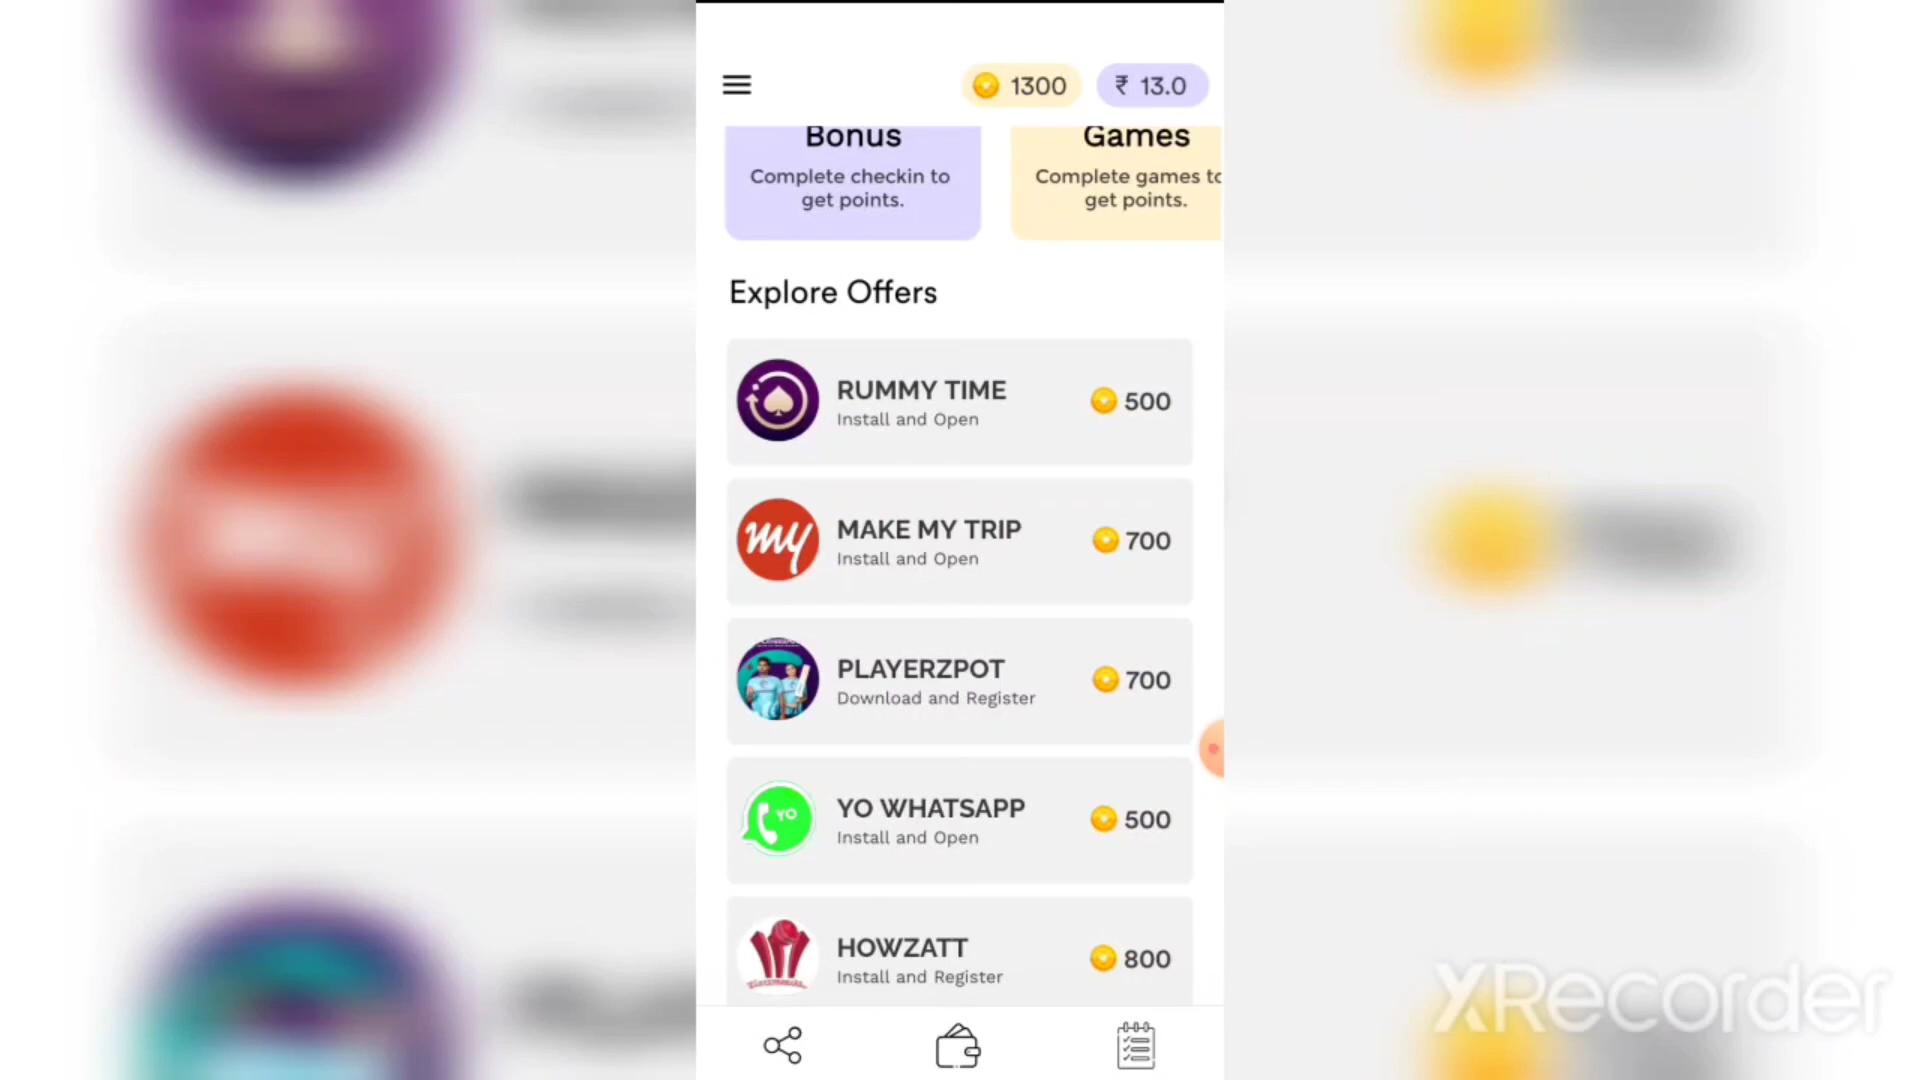 1300
₹ 13.0
Bonus
Complete checkin to
get points.
Games
Complete games to
get points.
Explore Offers
RUMMY TIME
Install and Open
500
my
MAKE MY TRIP
Install and Open
700
PLAYERZPOT
Download and Register
700
YO
YO WHATSAPP
Install and Open
500
HOWZATT
Install and Register
800
XRecorder